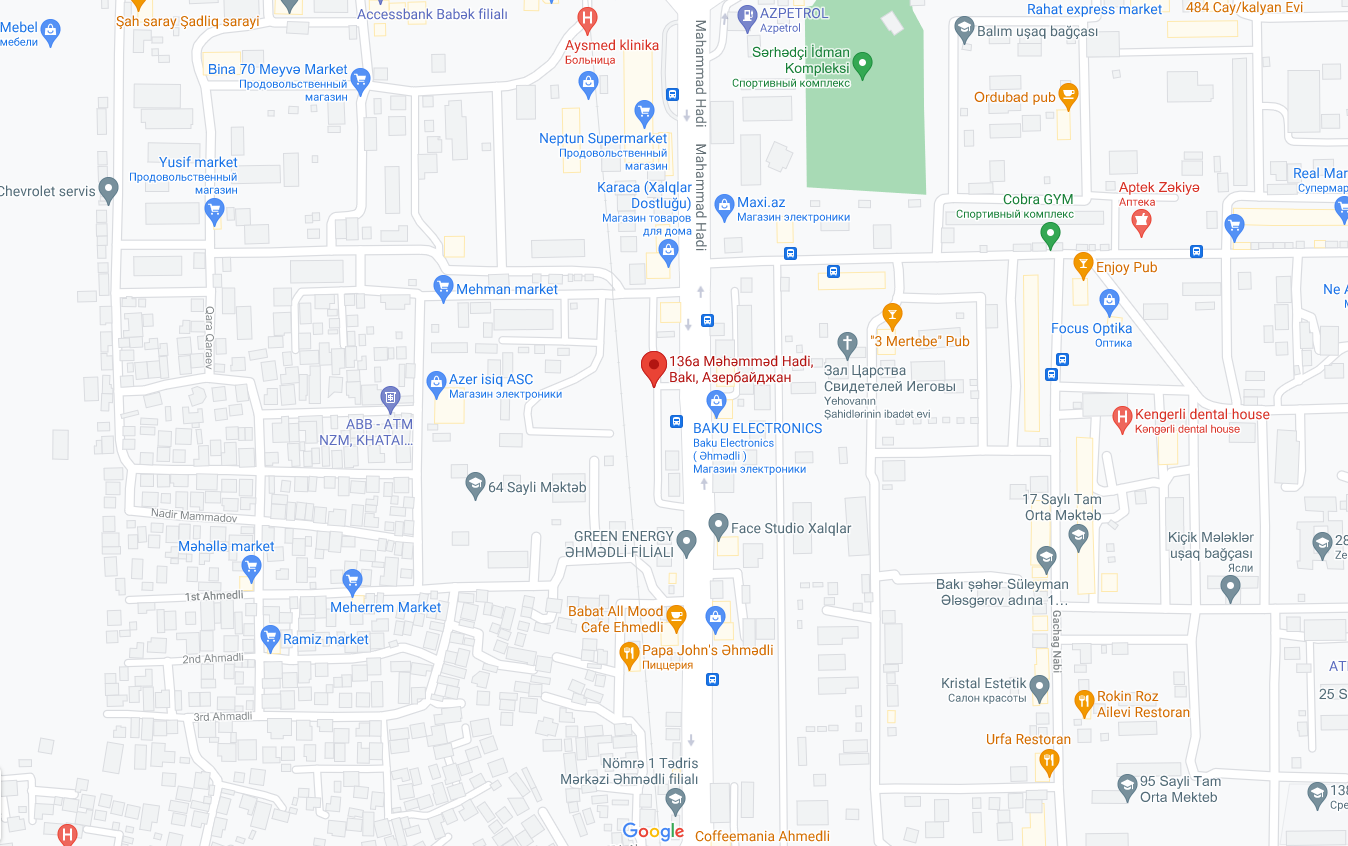 AZPETROL
Azpetrol
Rahat express market
484 Cay/kalyan Evi
Şah saray Şadlıq sarayi
Accessbank Babək filialı
Mebel
мебели
Aysmed klinika
Больница
Balım uşaq bağçası
Sərhədçi İdman
Kompleksi
Спортивный комплекс
Bina 70 Meyvə Market
Продовольственный
магазин
Ordubad pub
Mahammad Hadi
Neptun Supermarket
Продовольственный
магазин
Mahammad Hadi
Yusif market
Продовольственный
магазин
Chevrolet servis
Karaca (Xalqlar
Dostluğu)
Магазин товаров
для дома
Maxi.az
Магазин электроники
Cobra GYM
Спортивный комплекс
Aptek Zəkiyə
Аптека
Real Mar
Супермар
Enjoy Pub
Mehman market
Ne A
Qara Qaraev
Focus Optika
Оптика
"3 Mertebe" Pub
136a Məhəmməd Hadi,
Bakı, Азербайджан
Зал Царства
Свидетелей Иеговы
Yehovanın
Şahidlərinin ibadət evi
Azer isiq ASC
Магазин электроники
ABB - ATM
NZM, KHATAI...
BAKU ELECTRONICS
Baku Electronics
( Əhmədli )
Магазин электроники
Kengerli dental house
Kəngərli dental house
64 Sayli Məktəb
17 Saylı Tam
Orta Məktəb
Nadir Mammadov
Face Studio Xalqlar
GREEN ENERGY
ƏHMƏDLİ FİLİALI
Məhəllə market
Kiçik Mələklər
uşaq bağçası
Ясли
28
Ze
Bakı şəhər Süleyman
Ələsgərov adına 1...
1st Ahmedli
Meherrem Market
Babat All Mood
Cafe Ehmedli
Ramiz market
Gachag Nabi
2nd Ahmadli
Papa John's Əhmədli
Пиццерия
AT
25 S
Kristal Estetik
Салон красоты
Rokin Roz
Ailevi Restoran
3rd Ahmadli
Urfa Restoran
Nömrə 1 Tədris
Mərkəzi Əhmədli filialı
95 Sayli Tam
Orta Mekteb
138
Сре
Google
Coffeemania Ahmedli